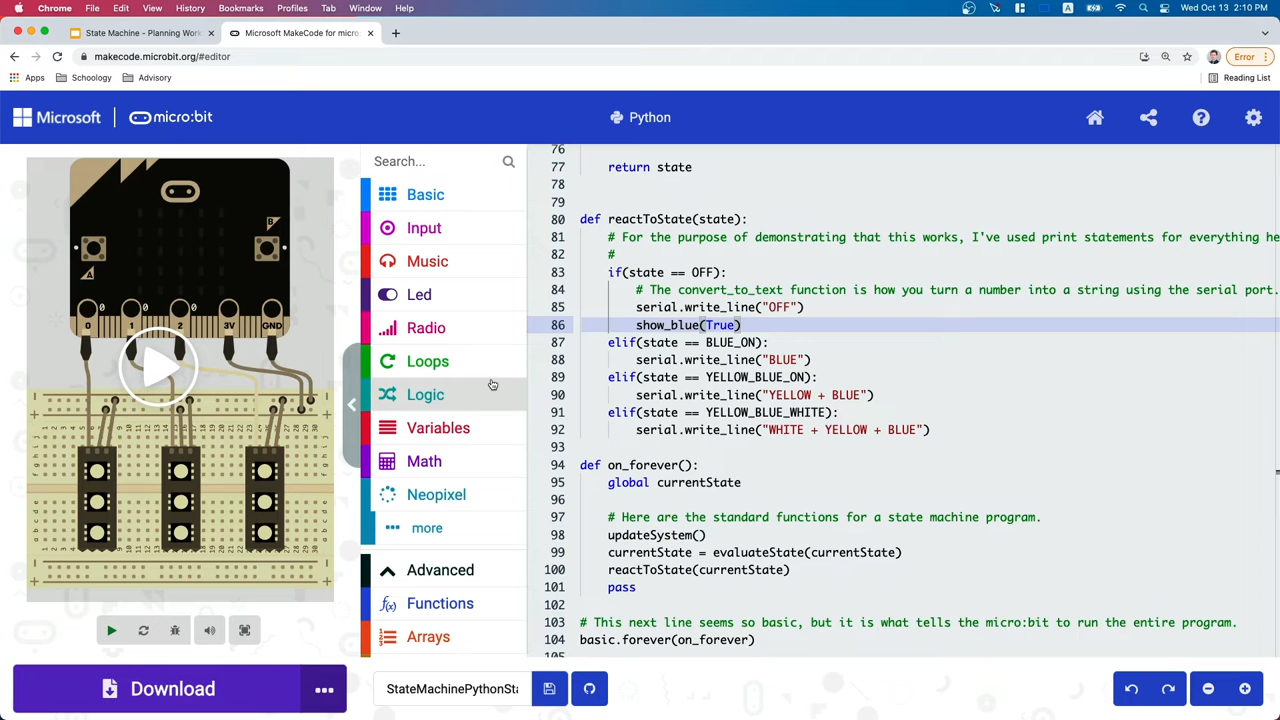 Chrome File Edit View History Bookmarks Profiles Tab Window Help
A Wed Oct 13 2:10 PM
State Machine - Planning Work × Microsoft MakeCode for micro: × +
makecode.microbit.org/#editor Error
Apps Schoology Advisory Reading List
Microsoft micro:bit Python
Search...
Basic
Input
Music
Led
Radio
Loops
Logic
Variables
Math
Neopixel
more
Advanced
Functions
Arrays
A
B
0 0 1 0 2 0 3V GND
76
77 return state
78
79
80 def reactToState(state):
81 # For the purpose of demonstrating that this works, I've used print statements for everything he
82 #
83 if(state == OFF):
84 # The convert_to_text function is how you turn a number into a string using the serial port.
85 serial.write_line("OFF")
86 show_blue(True)
87 elif(state == BLUE_ON):
88 serial.write_line("BLUE")
89 elif(state == YELLOW_BLUE_ON):
90 serial.write_line("YELLOW + BLUE")
91 elif(state == YELLOW_BLUE_WHITE):
92 serial.write_line("WHITE + YELLOW + BLUE")
93
94 def on_forever():
95 global currentState
96
97 # Here are the standard functions for a state machine program.
98 updateSystem()
99 currentState = evaluateState(currentState)
100 reactToState(currentState)
101 pass
102
103 # This next line seems so basic, but it is what tells the micro:bit to run the entire program.
104 basic.forever(on_forever)
105
Download ... StateMachinePythonSta